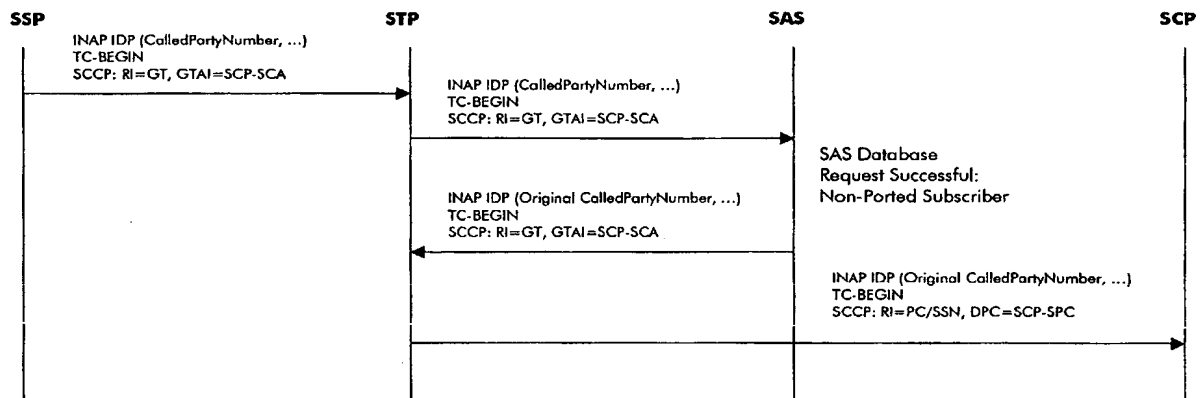 SSP STP SAS SCP
INAP IDP (CalledPartyNumber, ...)
TC-BEGIN
SCCP: RI=GT, GTAI=SCP-SCA
INAP IDP (CalledPartyNumber, ...)
TC-BEGIN
SCCP: RI=GT, GTAI=SCP-SCA
SAS Database
Request Successful:
Non-Ported Subscriber
INAP IDP (Original CalledPartyNumber, ...)
TC-BEGIN
SCCP: RI=GT, GTAI=SCP-SCA
INAP IDP (Original CalledPartyNumber, ...)
TC-BEGIN
SCCP: RI=PC/SSN, DPC=SCP-SPC